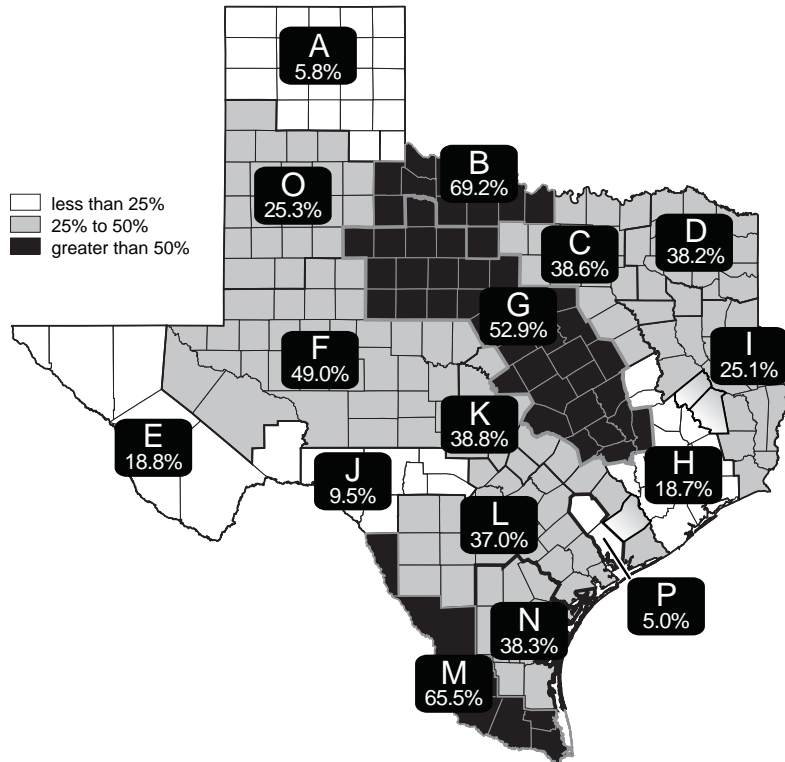 A
5.8%
B
69.2%
O
25.3%
less than 25%
25% to 50%
greater than 50%
C
38.6%
D
38.2%
G
52.9%
F
49.0%
I
25.1%
K
38.8%
E
18.8%
J
9.5%
H
18.7%
L
37.0%
P
5.0%
N
38.3%
M
65.5%